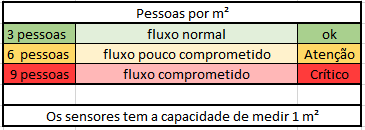 Pessoas por m²
3 pessoas fluxo normal ok
6 pessoas fluxo pouco comprometido Atenção
9 pessoas fluxo comprometido Crítico
Os sensores tem a capacidade de medir 1 m²